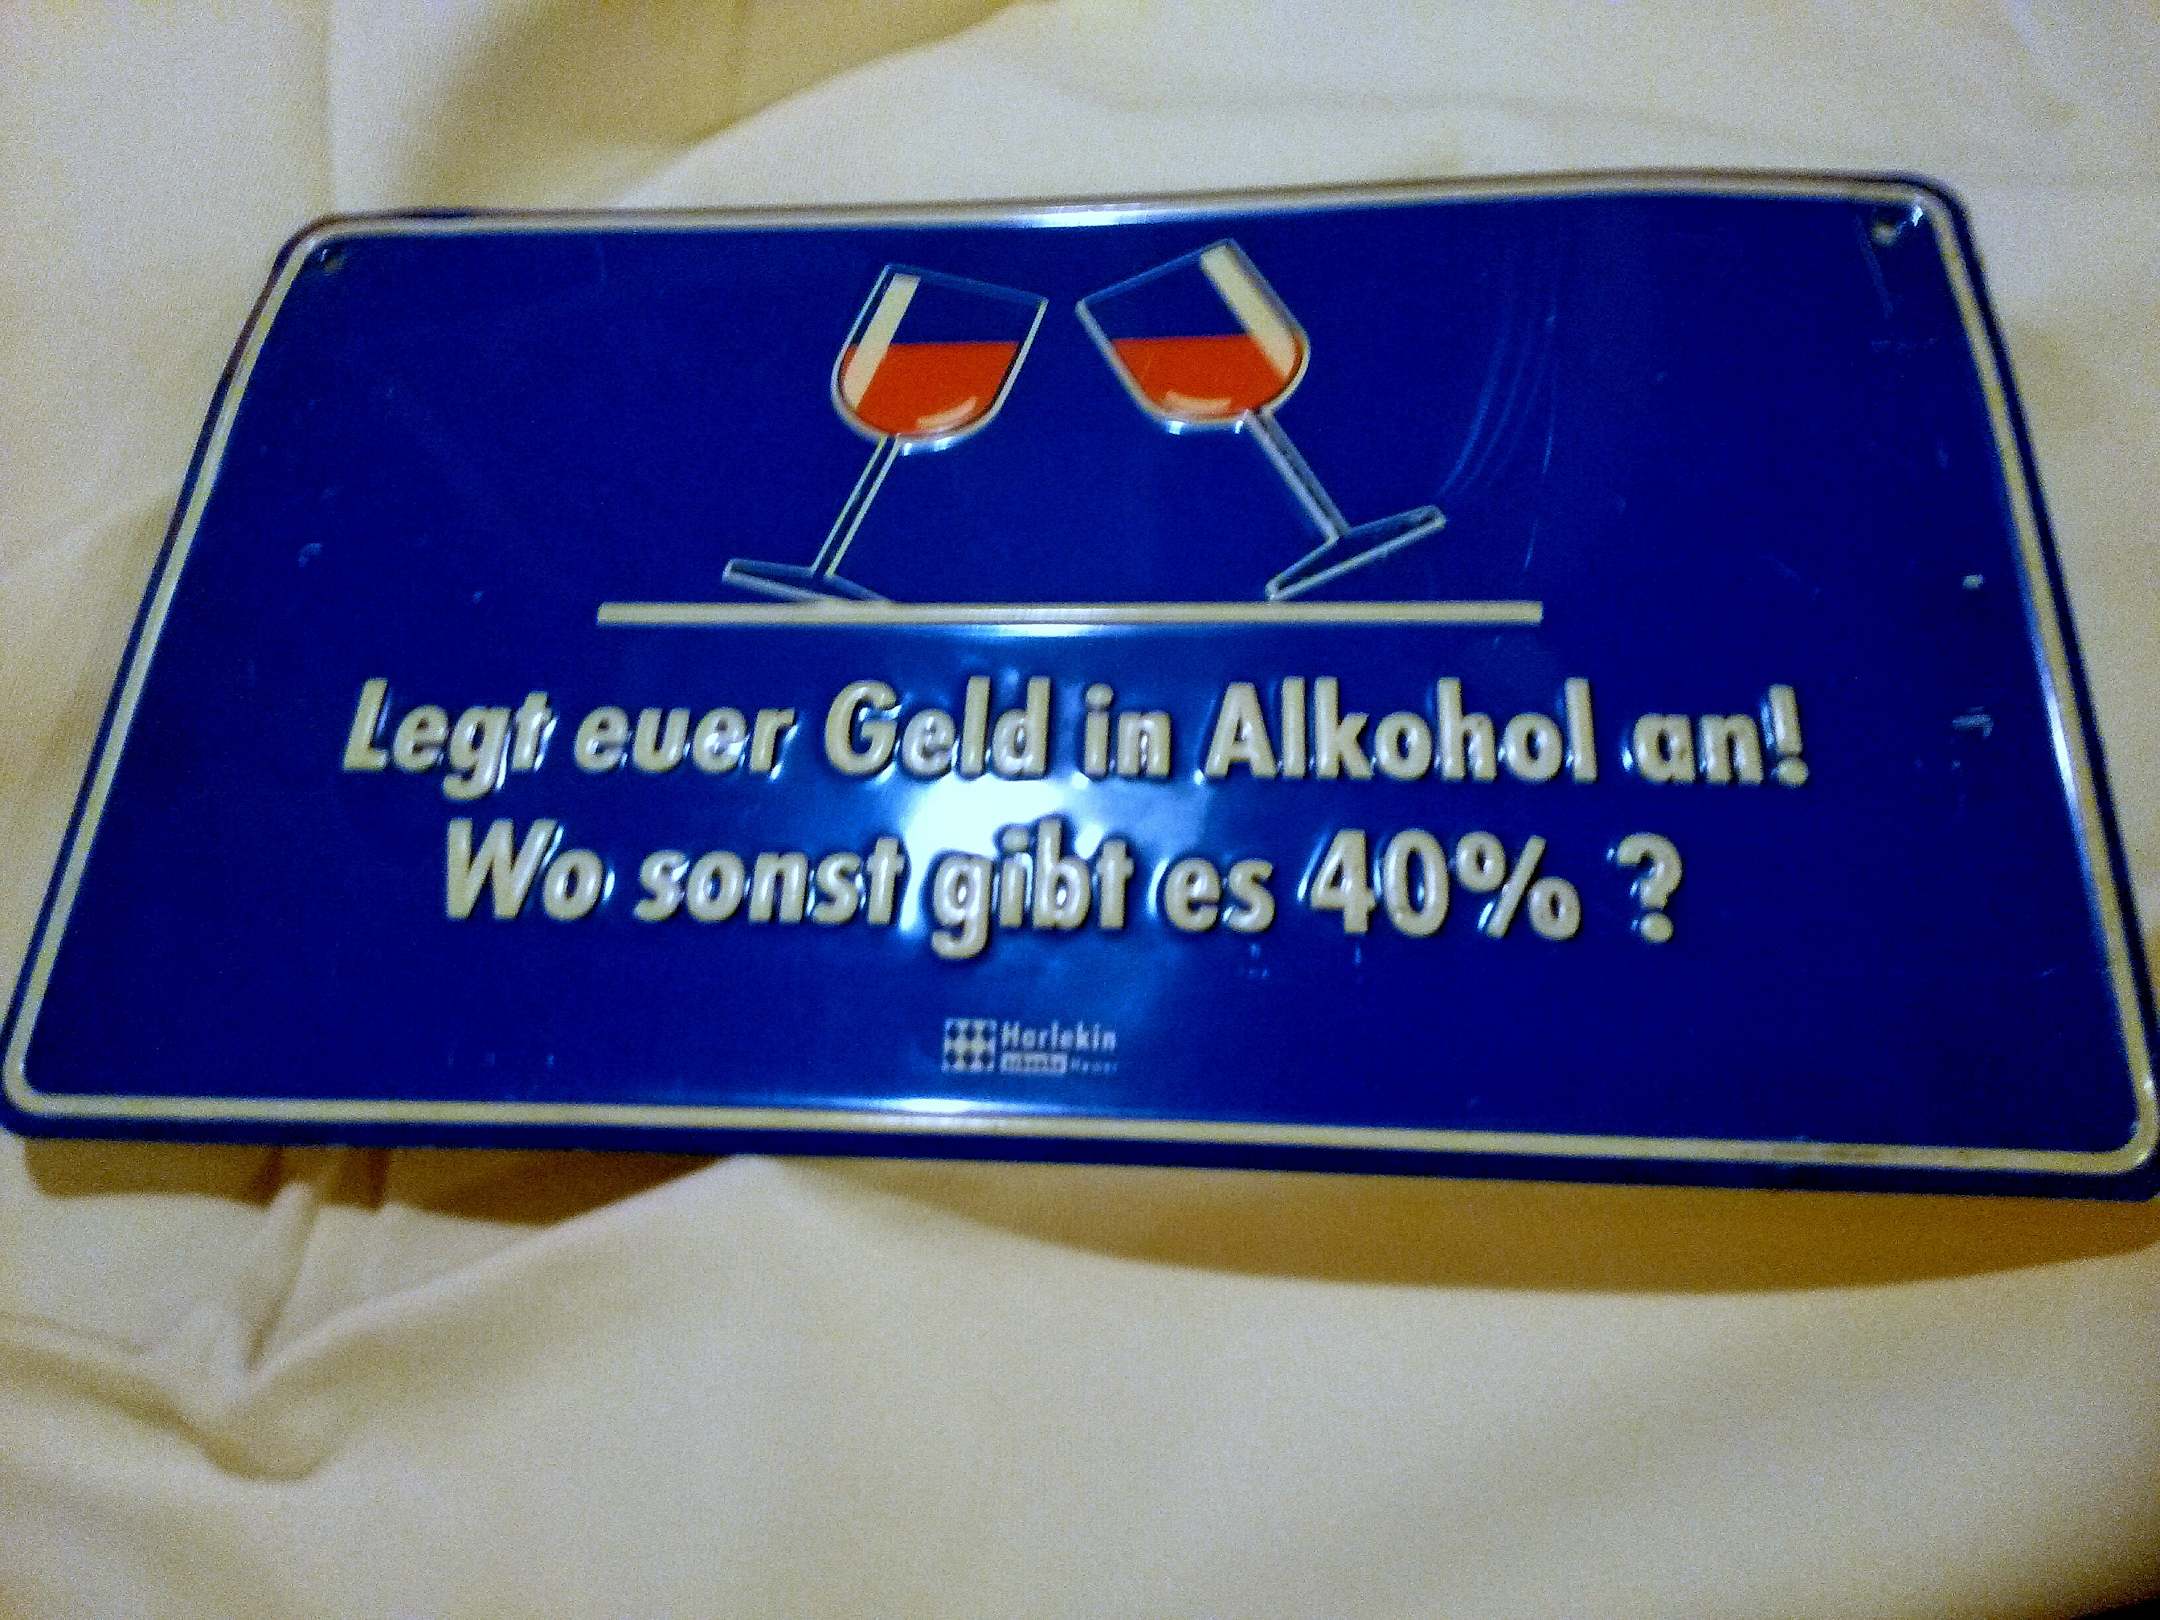 Legt euer Geld in Alkohol an!
Wo sonst gibt es 40% ?
Harlekin